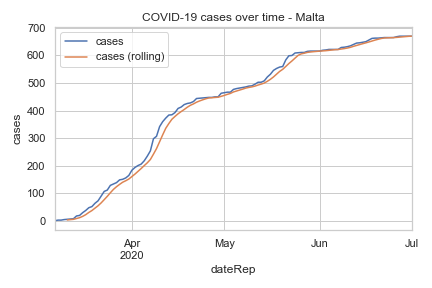 COVID-19 cases over time - Malta
700
600
500
400
300
200
100
0
cases
cases
cases (rolling)
Apr
2020
May
Jun
Jul
dateRep